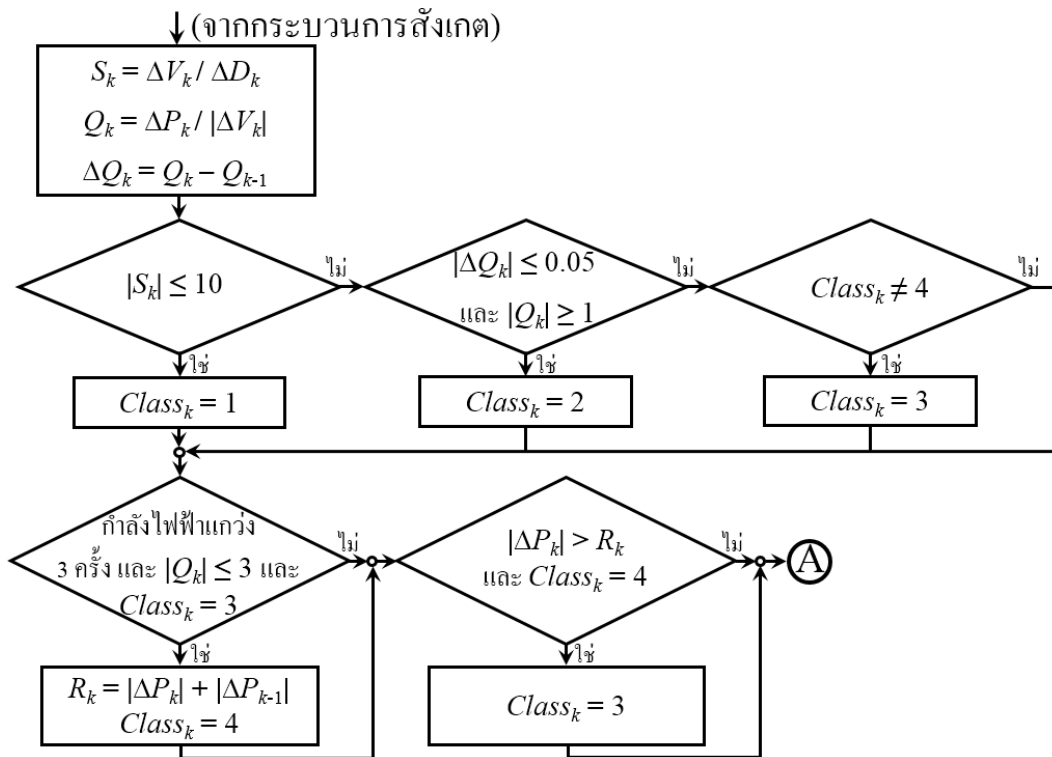 (จากกระบวนการสังเกต)
S_k = ΔV_k / ΔD_k
Q_k = ΔP_k / |ΔV_k|
ΔQ_k = Q_k – Q_{k-1}
|S_k| ≤ 10
ไม่
|ΔQ_k| ≤ 0.05
และ |Q_k| ≥ 1
ไม่
Class_k ≠ 4
ไม่
ใช่
ใช่
ใช่
Class_k = 1
Class_k = 2
Class_k = 3
กำลังไฟฟ้าแกว่ง
3 ครั้ง และ |Q_k| ≤ 3 และ
Class_k = 3
ไม่
|ΔP_k| > R_k
และ Class_k = 4
ไม่
A
ใช่
ใช่
R_k = |ΔP_k| + |ΔP_{k-1}|
Class_k = 4
Class_k = 3